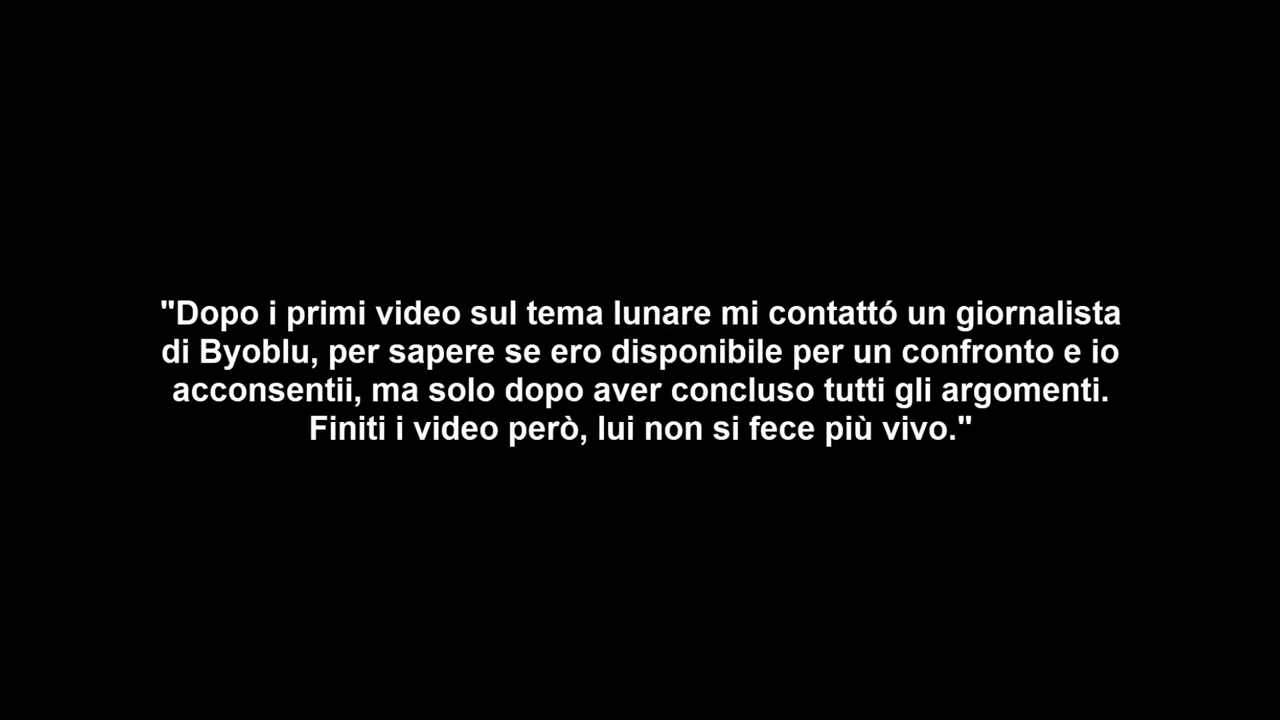 "Dopo i primi video sul tema lunare mi contattó un giornalista
di Byoblu, per sapere se ero disponibile per un confronto e io
acconsentii, ma solo dopo aver concluso tutti gli argomenti.
Finiti i video però, lui non si fece più vivo."